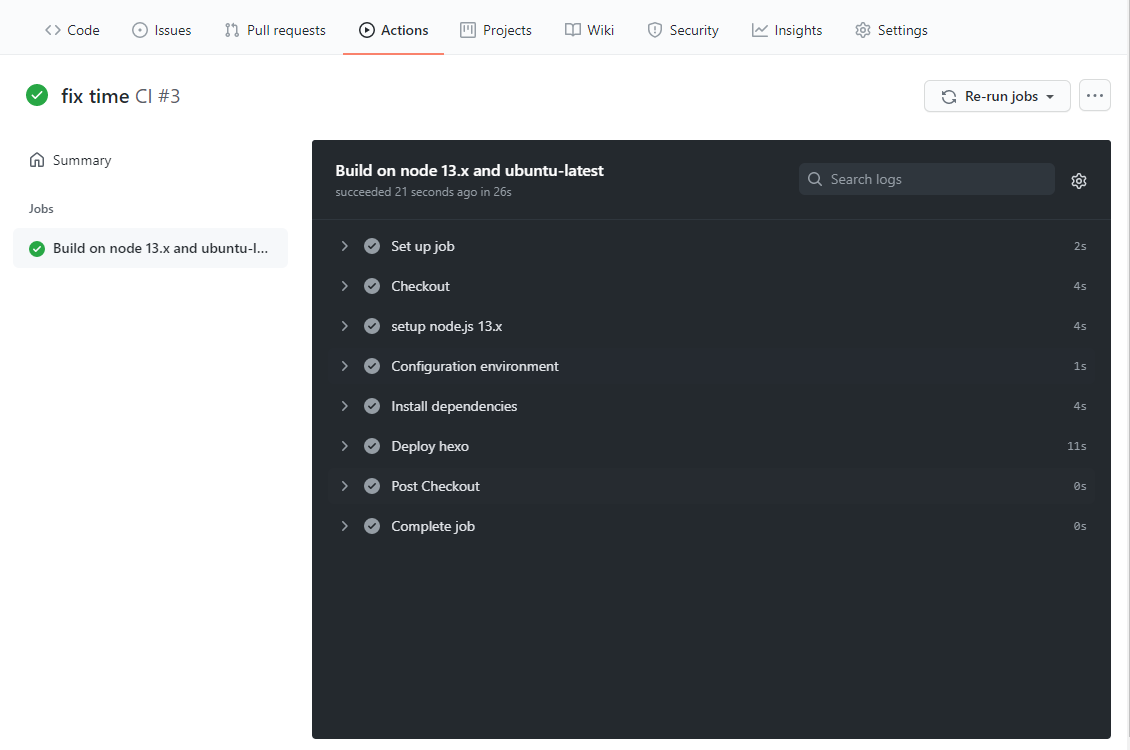 Code Issues Pull requests Actions Projects Wiki Security Insights Settings
fix time CI #3
Re-run jobs
Summary
Jobs
Build on node 13.x and ubuntu-l...
Build on node 13.x and ubuntu-latest
succeeded 21 seconds ago in 26s
Search logs
Set up job 2s
Checkout 4s
setup node.js 13.x 4s
Configuration environment 1s
Install dependencies 4s
Deploy hexo 11s
Post Checkout 0s
Complete job 0s